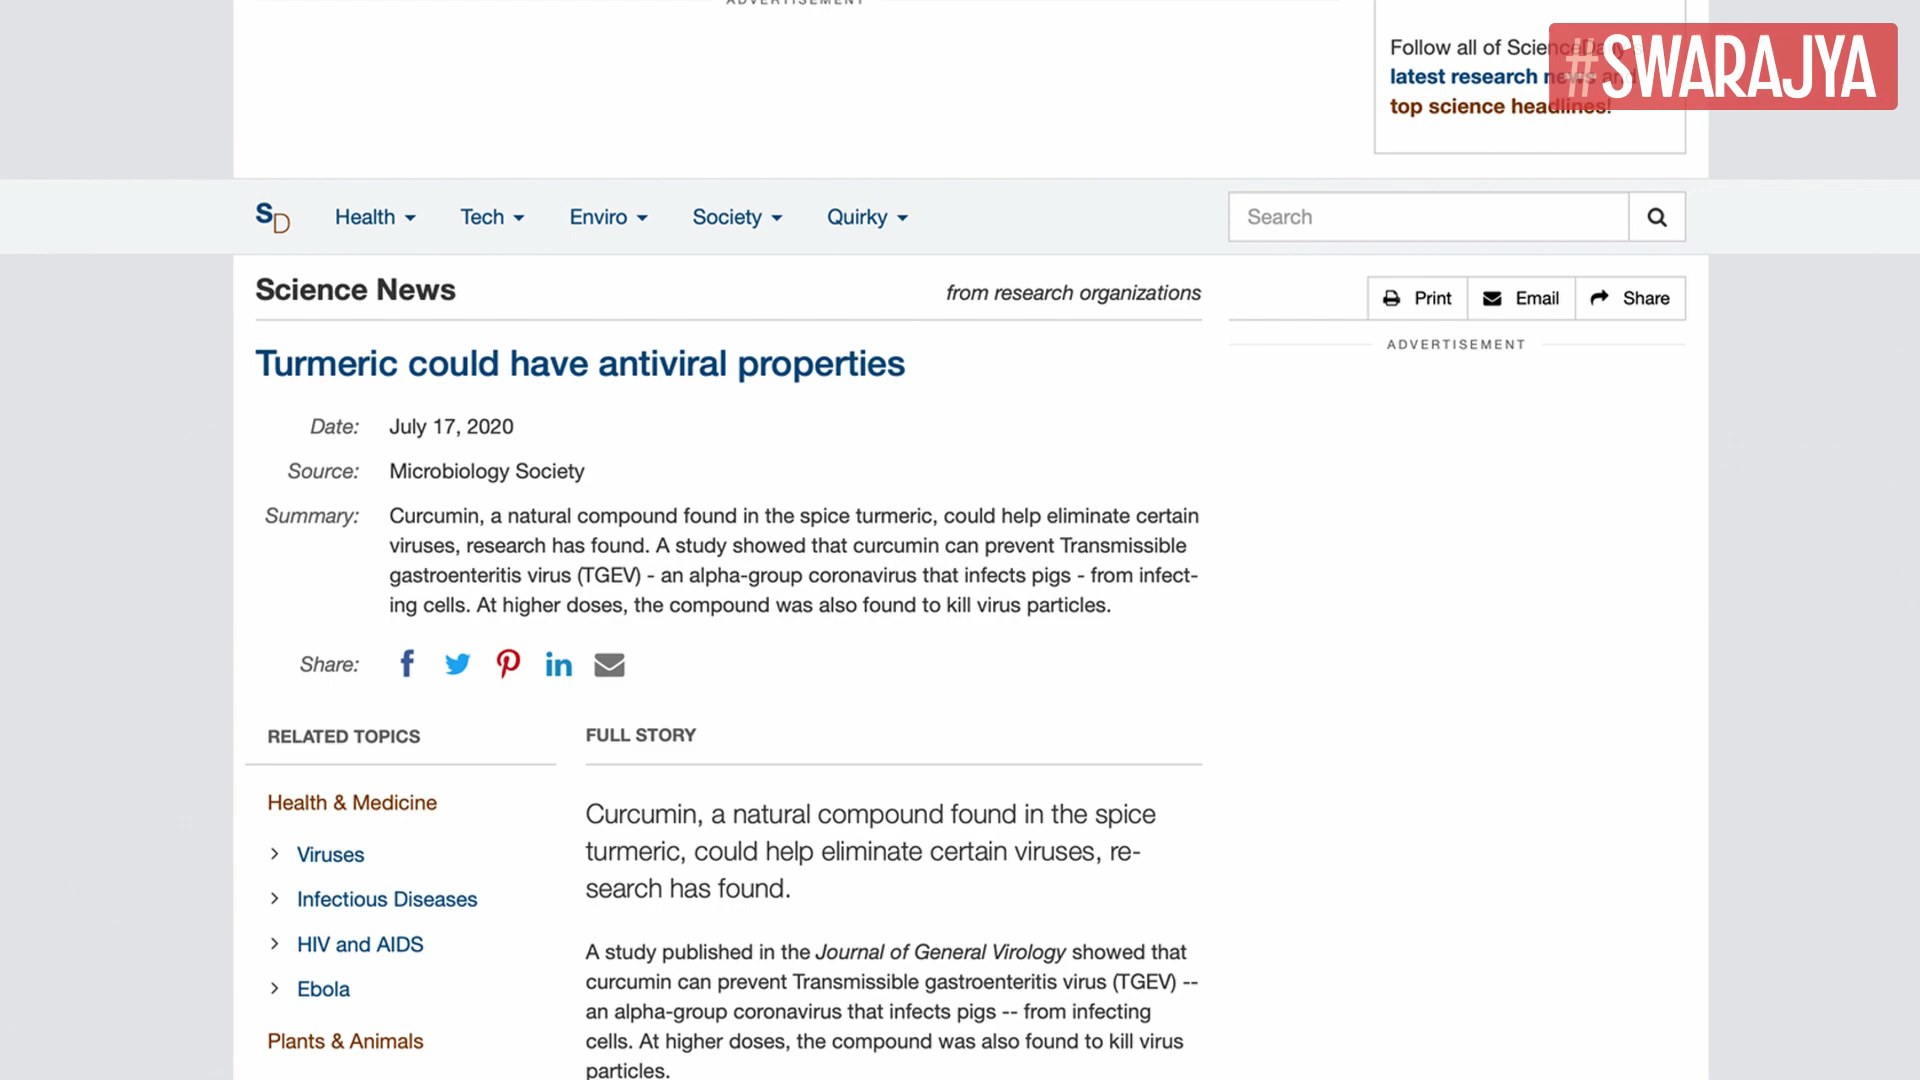 ADVERTISEMENT
Follow all of ScienceDaily's
latest research news and
top science headlines!
#SWARAJYA
SD
Health
Tech
Enviro
Society
Quirky
Search
Science News
from research organizations
Print
Email
Share
ADVERTISEMENT
Turmeric could have antiviral properties
Date: July 17, 2020
Source: Microbiology Society
Summary: Curcumin, a natural compound found in the spice turmeric, could help eliminate certain
viruses, research has found. A study showed that curcumin can prevent Transmissible
gastroenteritis virus (TGEV) - an alpha-group coronavirus that infects pigs - from infect-
ing cells. At higher doses, the compound was also found to kill virus particles.
Share:
RELATED TOPICS
Health & Medicine
Viruses
Infectious Diseases
HIV and AIDS
Ebola
Plants & Animals
FULL STORY
Curcumin, a natural compound found in the spice
turmeric, could help eliminate certain viruses, re-
search has found.
A study published in the Journal of General Virology showed that
curcumin can prevent Transmissible gastroenteritis virus (TGEV) --
an alpha-group coronavirus that infects pigs -- from infecting
cells. At higher doses, the compound was also found to kill virus
particles.